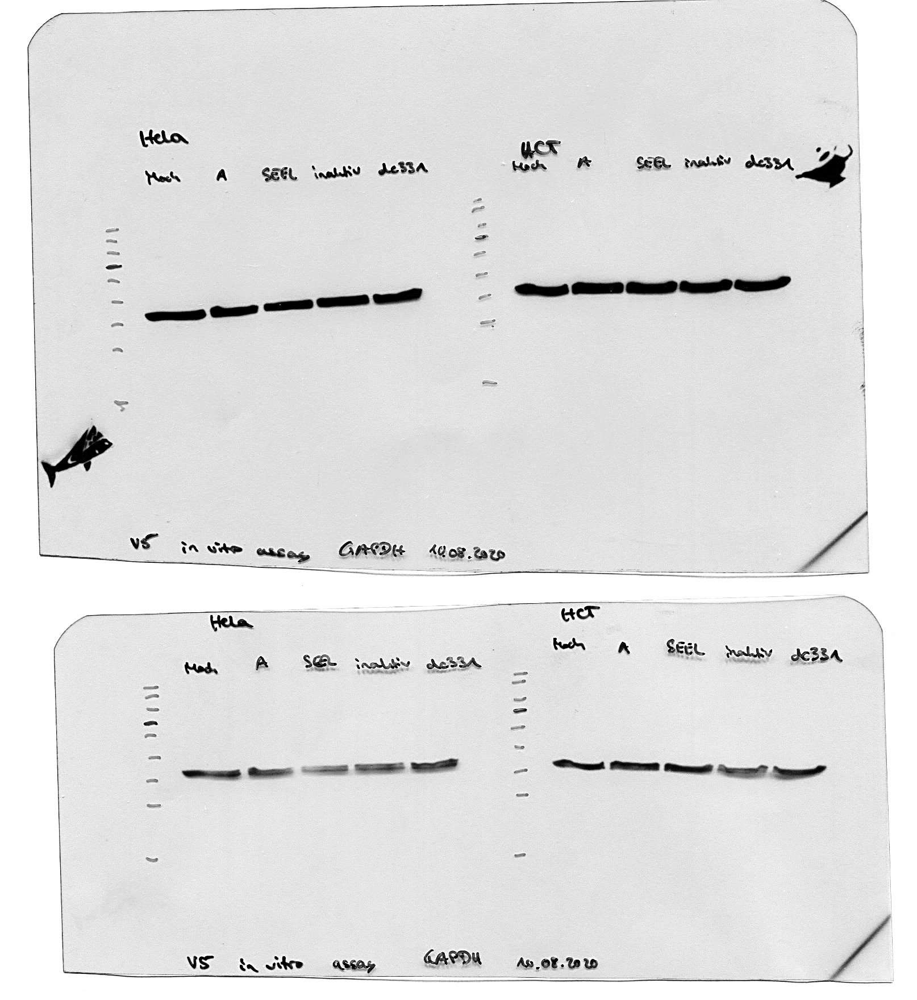 HeLa
HCT
Mock A SEEL inaktiv dc331
Mock A SEEL inaktiv dc331
V5 in vitro assay GAPDH 10.08.2020
HeLa
HCT
Mock A SEEL inaktiv dc331
Mock A SEEL inaktiv dc331
V5 in vitro assay GAPDH 10.08.2020